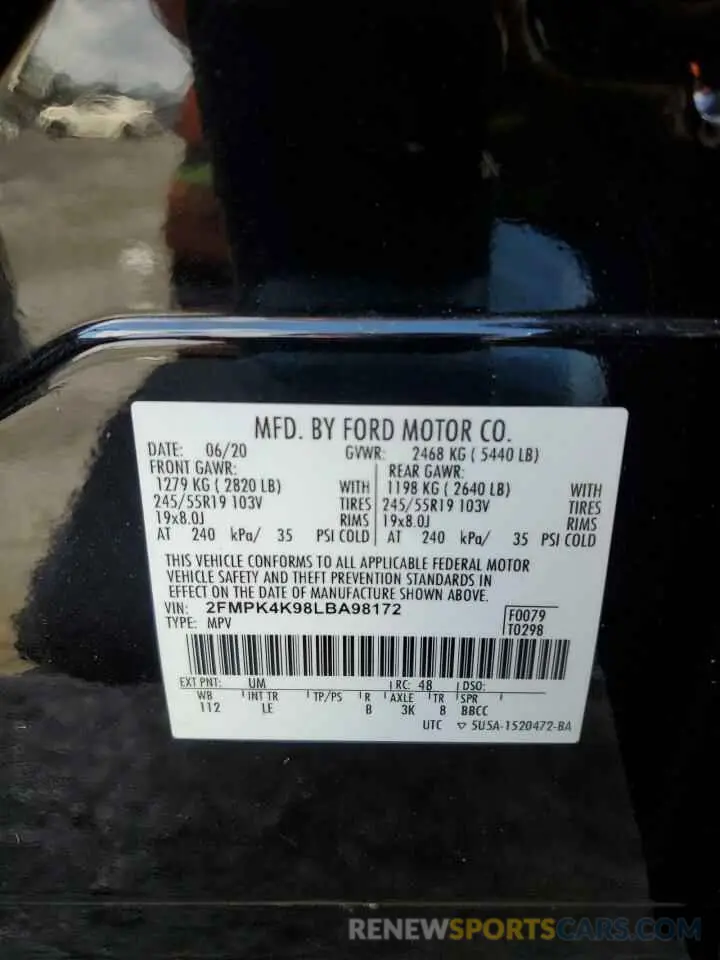 MFD. BY FORD MOTOR CO.
DATE: 06/20 GVWR: 2468 KG ( 5440 LB)
FRONT GAWR: REAR GAWR:
1279 KG ( 2820 LB) WITH 1198 KG ( 2640 LB) WITH
245/55R19 103V TIRES 245/55R19 103V TIRES
19x8.0J RIMS 19x8.0J RIMS
AT 240 kPa/ 35 PSI COLD AT 240 kPa/ 35 PSI COLD
THIS VEHICLE CONFORMS TO ALL APPLICABLE FEDERAL MOTOR
VEHICLE SAFETY AND THEFT PREVENTION STANDARDS IN
EFFECT ON THE DATE OF MANUFACTURE SHOWN ABOVE.
VIN: 2FMPK4K98LBA98172 F0079
TYPE: MPV T0298
EXT PNT: UM RC: 48 DSO:
WB INT TR TP/PS R AXLE TR SPR
112 LE B 3K 8 BBCC
UTC ▽ 5U5A-1520472-BA
RENEWSPORTSCARS.COM